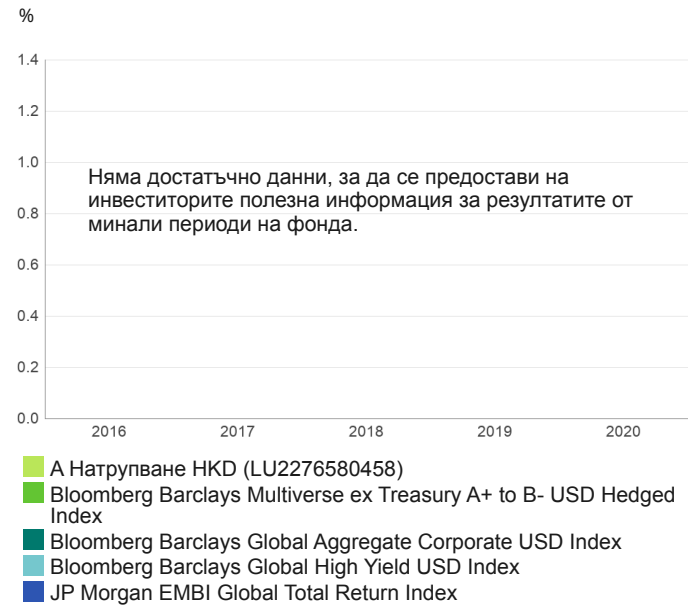 %
1.4
1.2
1.0
Няма достатъчно данни, за да се предостави на
инвеститорите полезна информация за резултатите от
минали периоди на фонда.
0.8
0.6
0.4
0.2
0.0
2016 2017 2018 2019 2020
А Натрупване HKD (LU2276580458)
Bloomberg Barclays Multiverse ex Treasury A+ to B- USD Hedged
Index
Bloomberg Barclays Global Aggregate Corporate USD Index
Bloomberg Barclays Global High Yield USD Index
JP Morgan EMBI Global Total Return Index